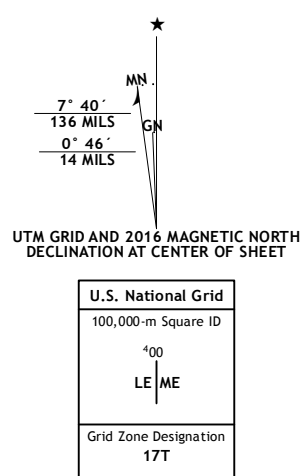 ★
MN
7° 40´
136 MILS
GN
0° 46´
14 MILS
UTM GRID AND 2016 MAGNETIC NORTH
DECLINATION AT CENTER OF SHEET
U.S. National Grid
100,000-m Square ID
⁴00
LE ME
Grid Zone Designation
17T